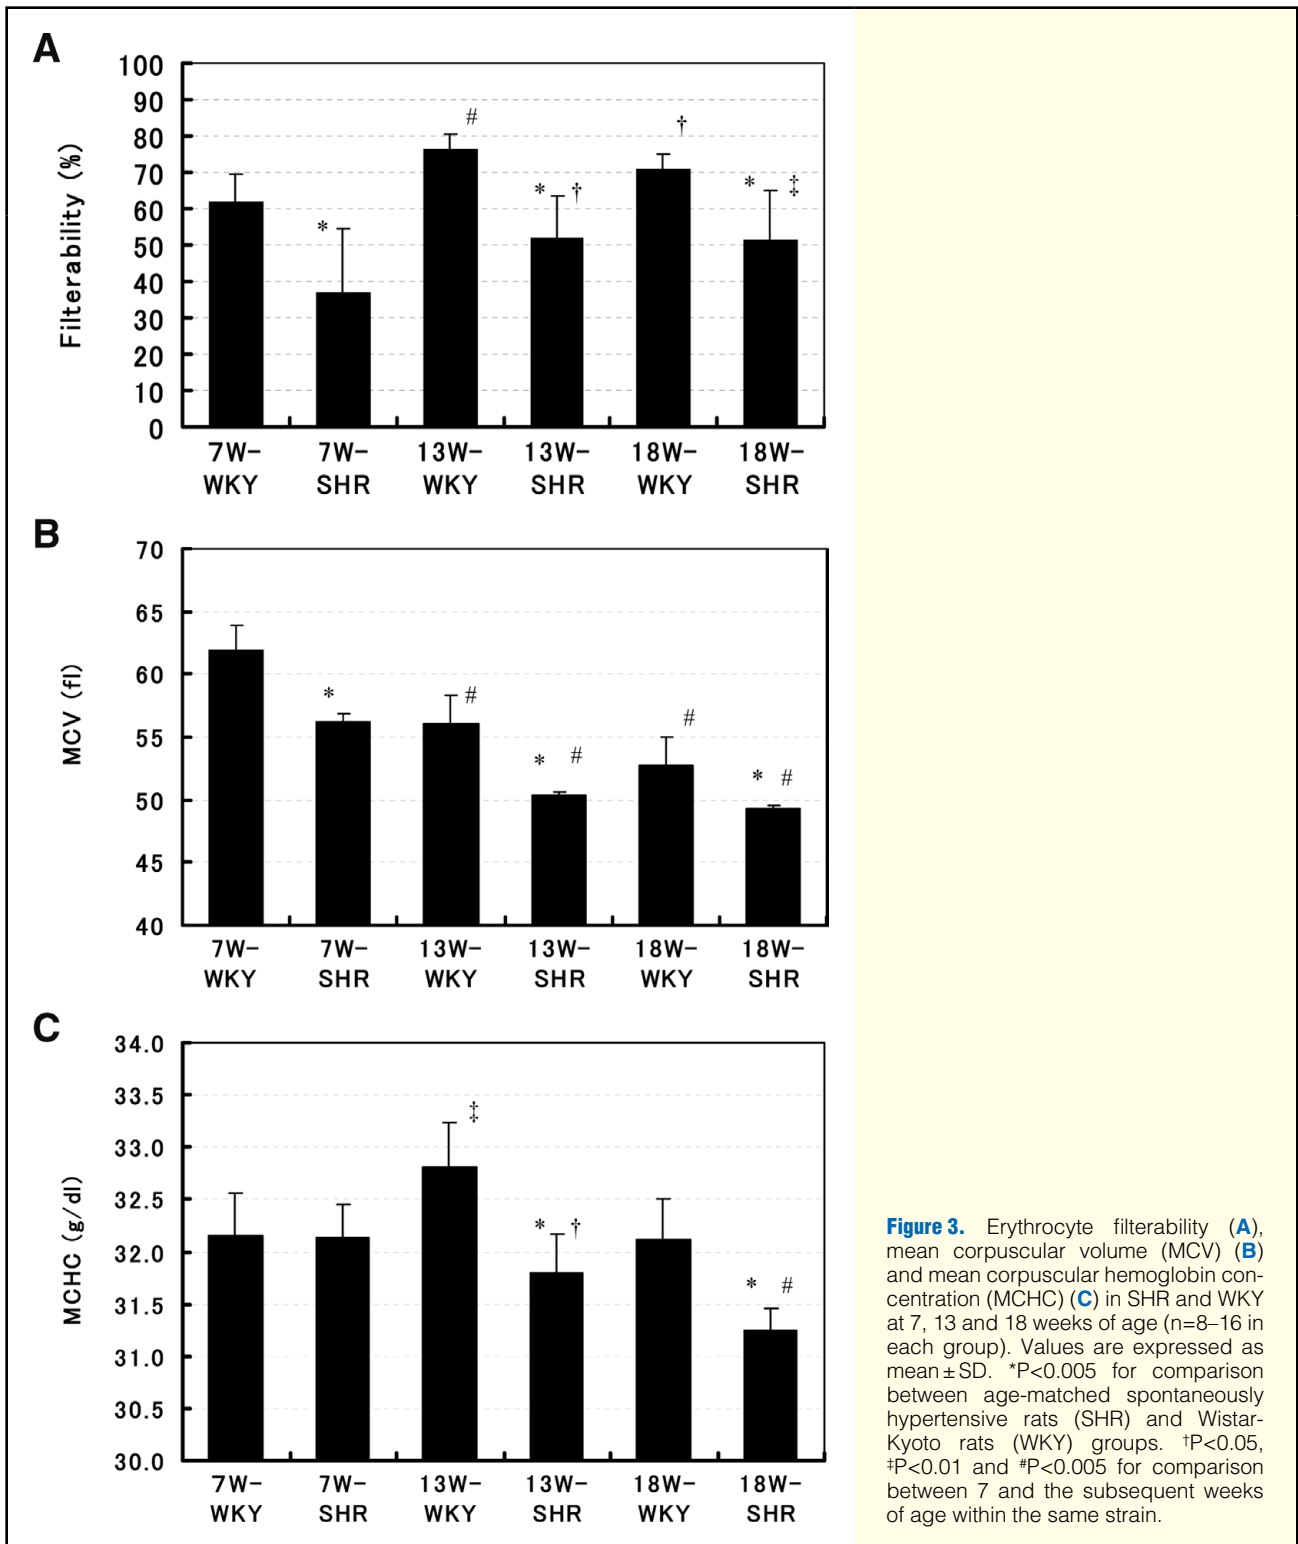 A
100
90
80
70
60
50
40
30
20
10
0
Filterability (%)
#
†
* †
* ‡
*
7W-
WKY
7W-
SHR
13W-
WKY
13W-
SHR
18W-
WKY
18W-
SHR
B
70
65
60
55
50
45
40
MCV (fl)
*
#
* #
#
* #
7W-
WKY
7W-
SHR
13W-
WKY
13W-
SHR
18W-
WKY
18W-
SHR
C
34.0
33.5
33.0
32.5
32.0
31.5
31.0
30.5
30.0
MCHC (g/dl)
‡
* †
* #
7W-
WKY
7W-
SHR
13W-
WKY
13W-
SHR
18W-
WKY
18W-
SHR
Figure 3. Erythrocyte filterability (A),
mean corpuscular volume (MCV) (B)
and mean corpuscular hemoglobin con-
centration (MCHC) (C) in SHR and WKY
at 7, 13 and 18 weeks of age (n=8–16 in
each group). Values are expressed as
mean±SD. *P<0.005 for comparison
between age-matched spontaneously
hypertensive rats (SHR) and Wistar-
Kyoto rats (WKY) groups. †P<0.05,
‡P<0.01 and #P<0.005 for comparison
between 7 and the subsequent weeks
of age within the same strain.